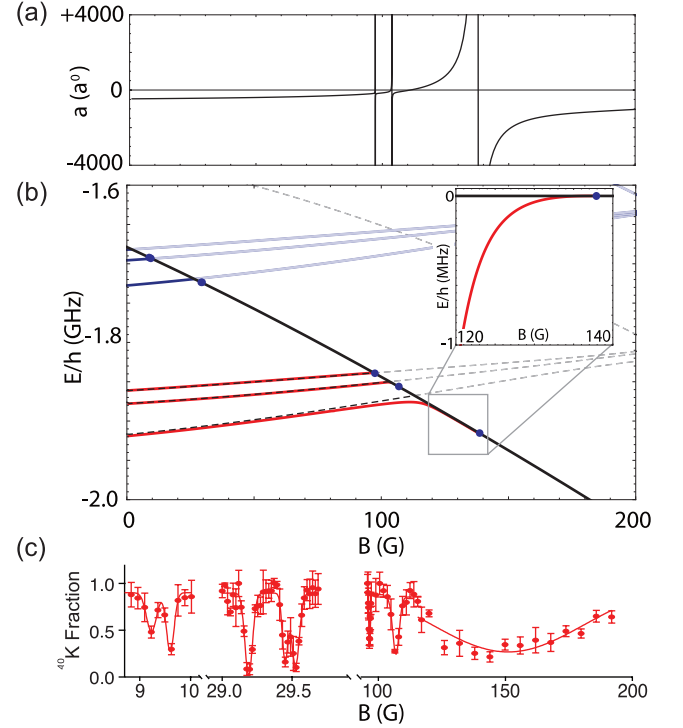 (a)
+4000
0
-4000
a (a⁰)
(b)
-1.6
-1.8
-2.0
E/h (GHz)
0
-1
E/h (MHz)
120
B (G)
140
0
100
200
B (G)
(c)
1.0
0.5
0.0
⁴⁰K Fraction
9
10
29.0
29.5
100
150
200
B (G)